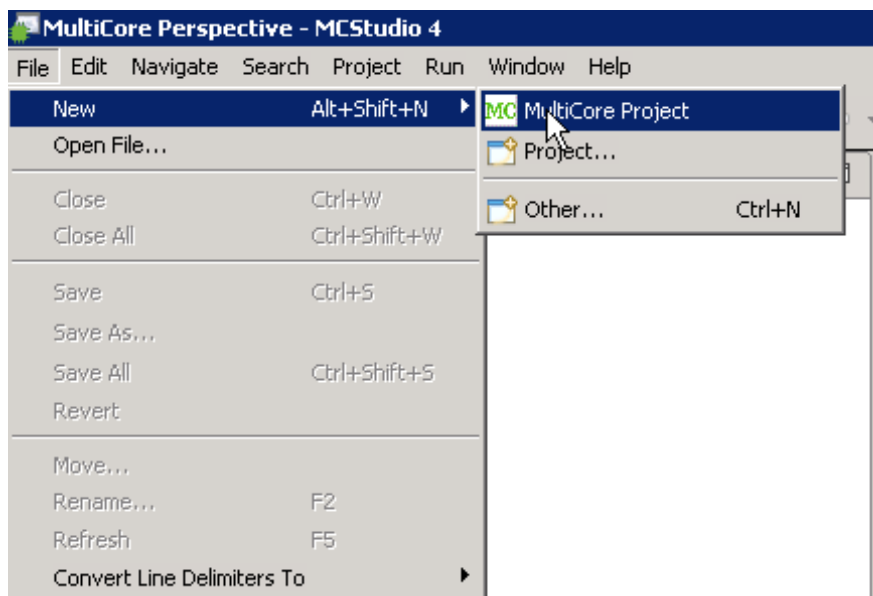 MultiCore Perspective - MCStudio 4
File Edit Navigate Search Project Run Window Help
New Alt+Shift+N
Open File...
Close Ctrl+W
Close All Ctrl+Shift+W
Save Ctrl+S
Save As...
Save All Ctrl+Shift+S
Revert
Move...
Rename... F2
Refresh F5
Convert Line Delimiters To
MC MultiCore Project
Project...
Other... Ctrl+N